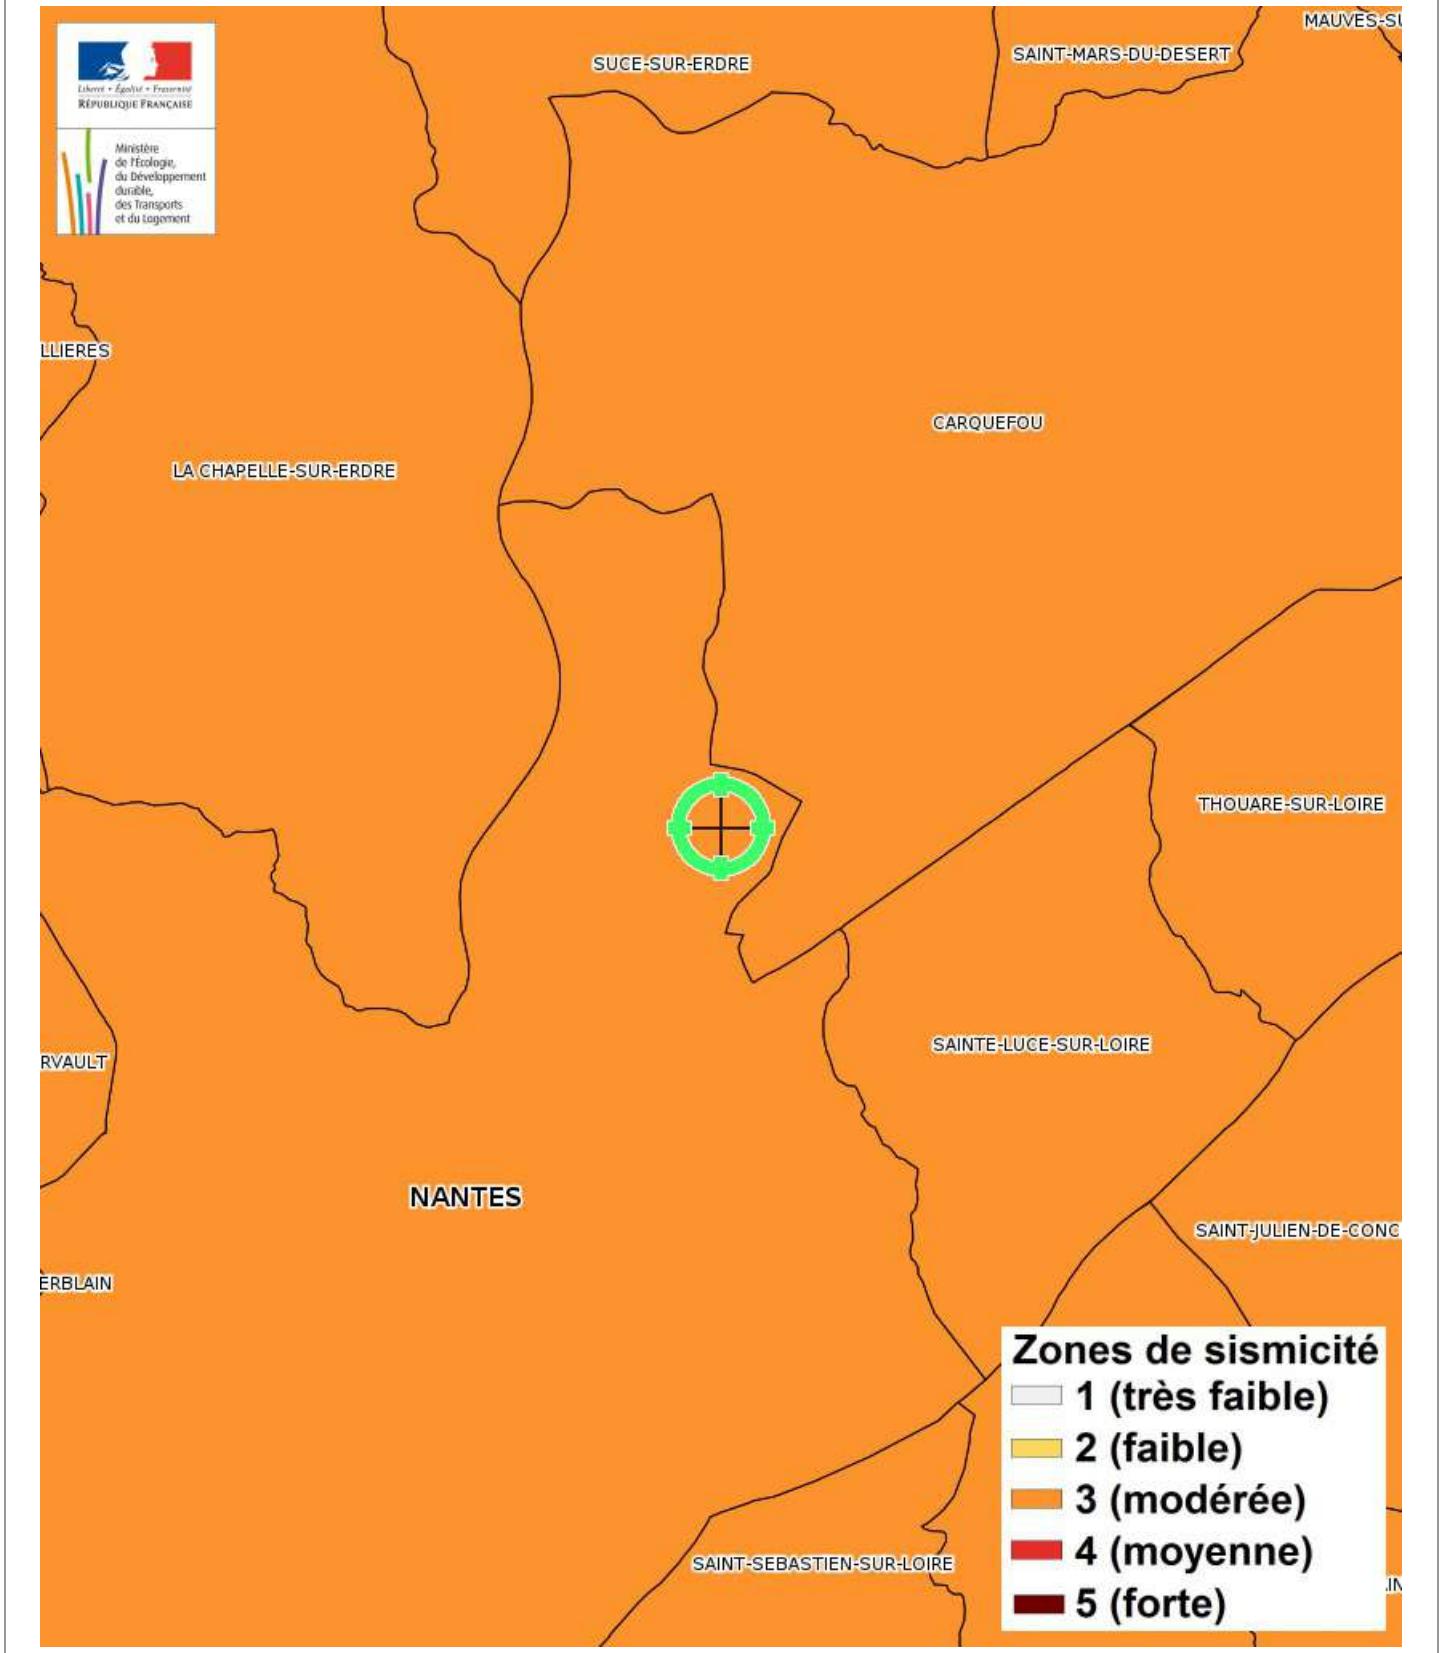 MAUVES-SU
SUCE-SUR-ERDRE
SAINT-MARS-DU-DESERT
Liberté • Égalité • Fraternité
RÉPUBLIQUE FRANÇAISE
Ministère
de l'Écologie,
du Développement
durable,
des Transports
et du Logement
LLIERES
CARQUEFOU
LA CHAPELLE-SUR-ERDRE
THOUARE-SUR-LOIRE
SAINTE-LUCE-SUR-LOIRE
RVAULT
NANTES
SAINT-JULIEN-DE-CONC
ERBLAIN
Zones de sismicité
1 (très faible)
2 (faible)
3 (modérée)
4 (moyenne)
5 (forte)
SAINT-SEBASTIEN-SUR-LOIRE